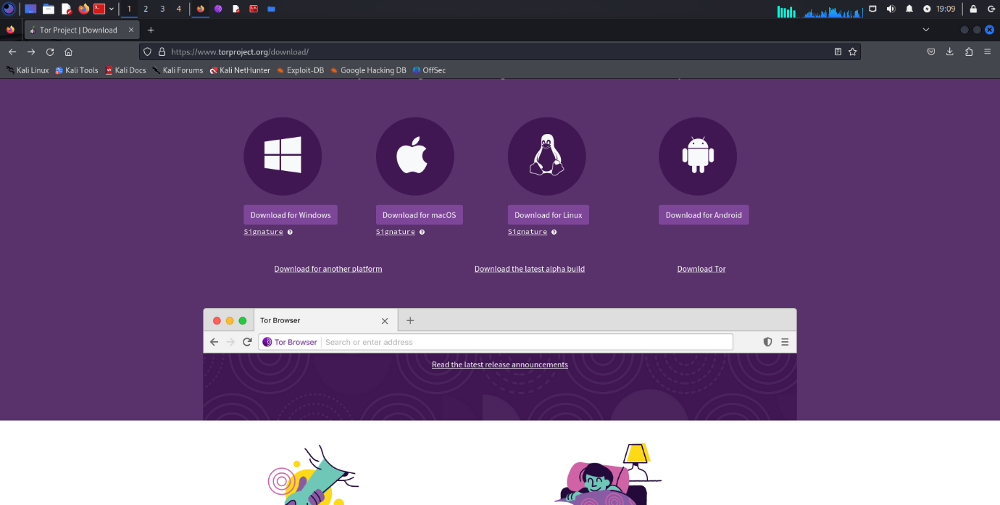 1 2 3 4 19:09
Tor Project | Download
https://www.torproject.org/download/
Kali Linux Kali Tools Kali Docs Kali Forums Kali NetHunter Exploit-DB Google Hacking DB OffSec
Download for Windows Download for macOS Download for Linux Download for Android
Signature Signature Signature
Download for another platform Download the latest alpha build Download Tor
Tor Browser
Tor Browser Search or enter address
Read the latest release announcements